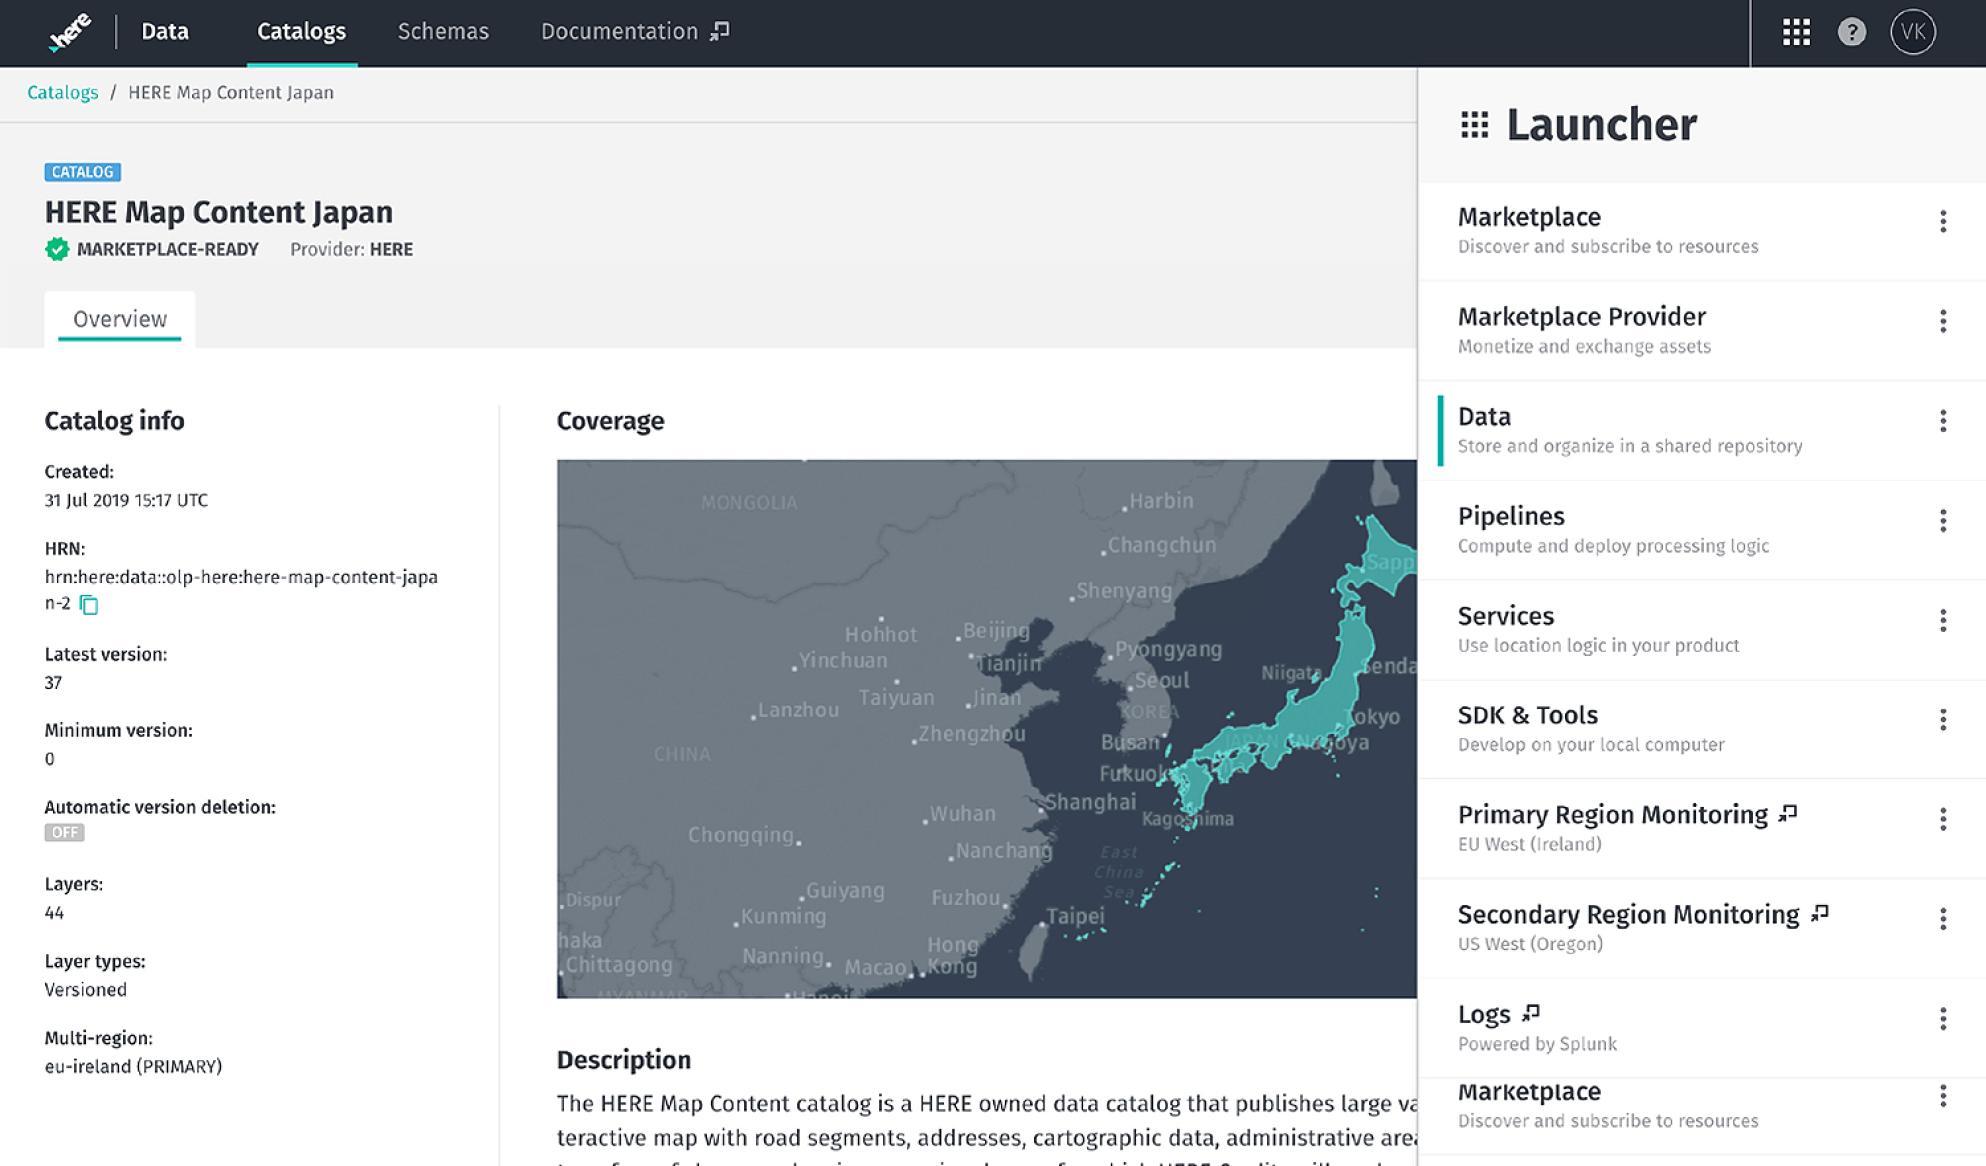 here
Data
Catalogs
Schemas
Documentation
?
VK
Catalogs / HERE Map Content Japan
CATALOG
HERE Map Content Japan
MARKETPLACE-READY Provider: HERE
Overview
Catalog info
Created:
31 Jul 2019 15:17 UTC
HRN:
hrn:here:data::olp-here:here-map-content-japa
n-2
Latest version:
37
Minimum version:
0
Automatic version deletion:
OFF
Layers:
44
Layer types:
Versioned
Multi-region:
eu-ireland (PRIMARY)
Coverage
MONGOLIA
Harbin
Changchun
Sapp
Shenyang
Hohhot
Beijing
Yinchuan
Tianjin
Pyongyang
Niigata
Senda
Taiyuan
Jinan
Seoul
Lanzhou
KOREA
Tokyo
Zhengzhou
Busan
JAPAN
Nagoya
CHINA
Fukuok
Shanghai
Wuhan
Kagoshima
Chongqing
Nanchang
East
China
Sea
Guiyang
Fuzhou
Dispur
Kunming
Taipei
haka
Nanning
Hong
Kong
Chittagong
Macao
MYANMAR
Hanoi
Description
The HERE Map Content catalog is a HERE owned data catalog that publishes large va
teractive map with road segments, addresses, cartographic data, administrative area
Launcher
Marketplace
Discover and subscribe to resources
Marketplace Provider
Monetize and exchange assets
Data
Store and organize in a shared repository
Pipelines
Compute and deploy processing logic
Services
Use location logic in your product
SDK & Tools
Develop on your local computer
Primary Region Monitoring
EU West (Ireland)
Secondary Region Monitoring
US West (Oregon)
Logs
Powered by Splunk
Marketplace
Discover and subscribe to resources